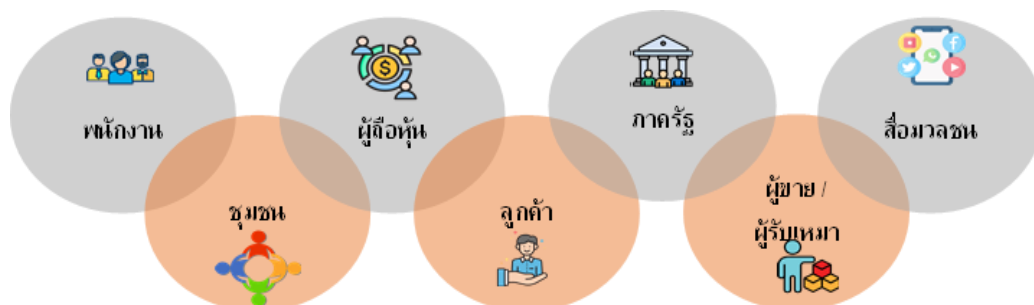 พนักงาน
ผู้ถือหุ้น
ภาครัฐ
สื่อมวลชน
ชุมชน
ลูกค้า
ผู้ขาย /
ผู้รับเหมา